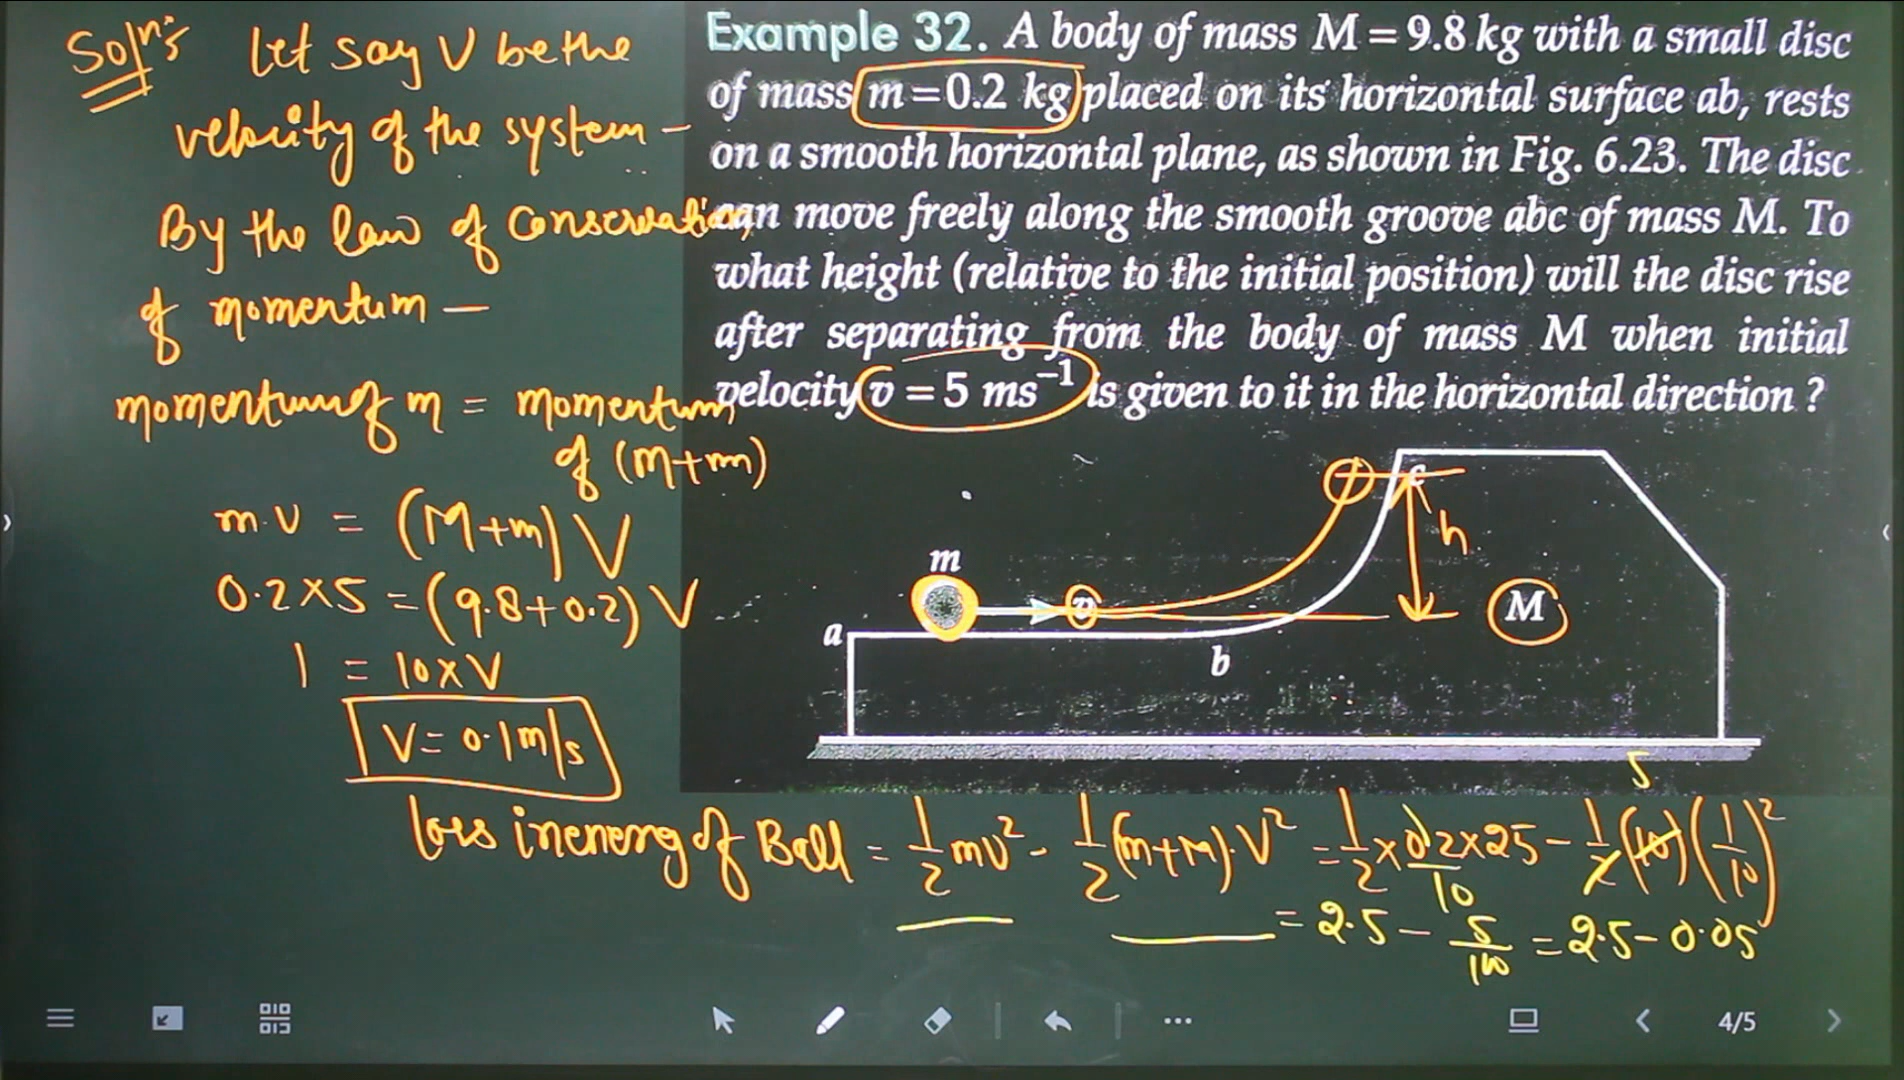 Soln:
Let say V be the
velocity of the system –
By the law of Conservation
of momentum –
momentum of m = momentum
of (M+m)
m.v = (M+m) V
0.2×5 = (9.8+0.2) V
1 = 10×V
V = 0.1m/s
Example 32. A body of mass M = 9.8 kg with a small disc
of mass m=0.2 kg placed on its horizontal surface ab, rests
on a smooth horizontal plane, as shown in Fig. 6.23. The disc
can move freely along the smooth groove abc of mass M. To
what height (relative to the initial position) will the disc rise
after separating from the body of mass M when initial
velocity v = 5 ms⁻¹ is given to it in the horizontal direction ?
c
h
m
v
M
a
b
loss in energy of Ball = 1/2 mv² - 1/2 (m+M).V² = 1/2 × 02/10 × 25 - 1/2 (10) (1/10)²
5
= 2.5 - 5/100 = 2.5 - 0.05
4/5